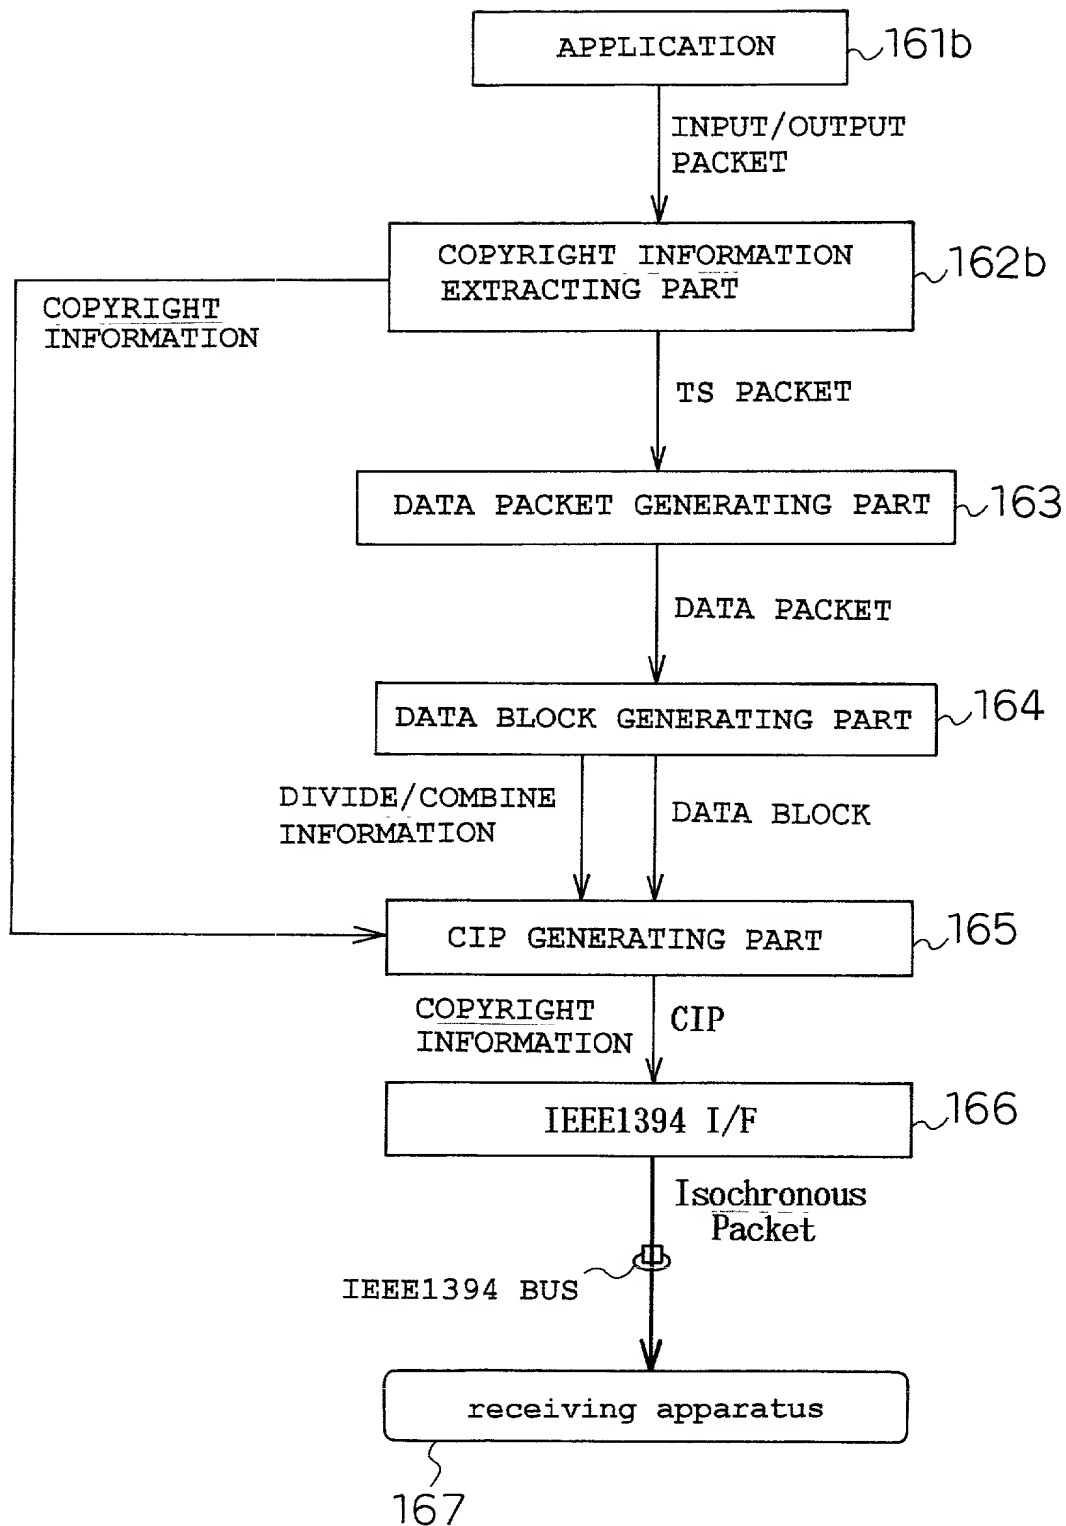 APPLICATION
161b
INPUT/OUTPUT
PACKET
COPYRIGHT INFORMATION
EXTRACTING PART
162b
COPYRIGHT
INFORMATION
TS PACKET
DATA PACKET GENERATING PART
163
DATA PACKET
DATA BLOCK GENERATING PART
164
DIVIDE/COMBINE
INFORMATION
DATA BLOCK
CIP GENERATING PART
165
COPYRIGHT
INFORMATION
CIP
IEEE1394 I/F
166
Isochronous
Packet
IEEE1394 BUS
receiving apparatus
167